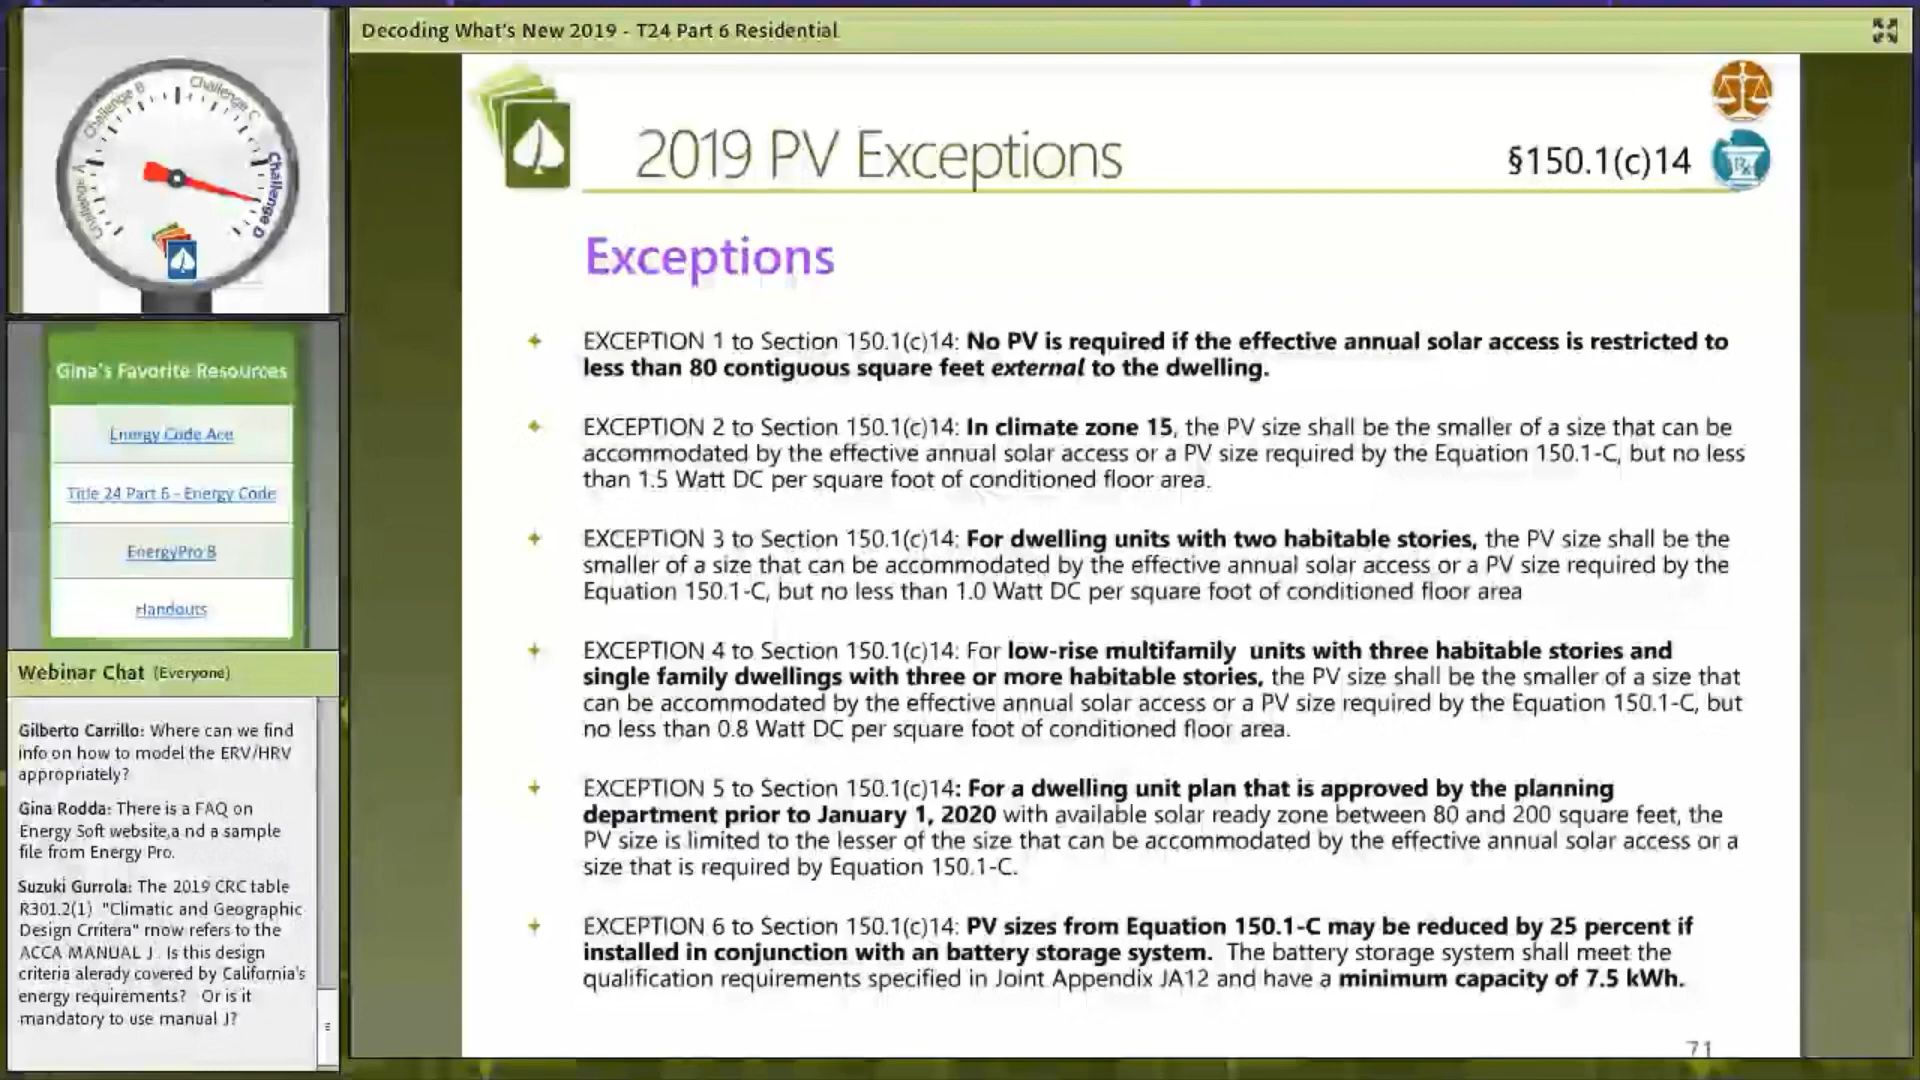 Decoding What's New 2019 - T24 Part 6 Residential
Challenge A
Challenge B
Challenge C
Challenge D
Gina's Favorite Resources
Energy Code Ace
Title 24 Part 6 - Energy Code
EnergyPro 8
Handouts
Webinar Chat (Everyone)
Gilberto Carrillo: Where can we find
info on how to model the ERV/HRV
appropriately?
Gina Rodda: There is a FAQ on
Energy Soft website,a nd a sample
file from Energy Pro.
Suzuki Gurrola: The 2019 CRC table
R301.2(1) "Climatic and Geographic
Design Crritera" rnow refers to the
ACCA MANUAL J. Is this design
criteria alerady covered by California's
energy requirements? Or is it
mandatory to use manual J?
2019 PV Exceptions
§150.1(c)14
Rx
Exceptions
EXCEPTION 1 to Section 150.1(c)14: No PV is required if the effective annual solar access is restricted to
less than 80 contiguous square feet external to the dwelling.
EXCEPTION 2 to Section 150.1(c)14: In climate zone 15, the PV size shall be the smaller of a size that can be
accommodated by the effective annual solar access or a PV size required by the Equation 150.1-C, but no less
than 1.5 Watt DC per square foot of conditioned floor area.
EXCEPTION 3 to Section 150.1(c)14: For dwelling units with two habitable stories, the PV size shall be the
smaller of a size that can be accommodated by the effective annual solar access or a PV size required by the
Equation 150.1-C, but no less than 1.0 Watt DC per square foot of conditioned floor area
EXCEPTION 4 to Section 150.1(c)14: For low-rise multifamily units with three habitable stories and
single family dwellings with three or more habitable stories, the PV size shall be the smaller of a size that
can be accommodated by the effective annual solar access or a PV size required by the Equation 150.1-C, but
no less than 0.8 Watt DC per square foot of conditioned floor area.
EXCEPTION 5 to Section 150.1(c)14: For a dwelling unit plan that is approved by the planning
department prior to January 1, 2020 with available solar ready zone between 80 and 200 square feet, the
PV size is limited to the lesser of the size that can be accommodated by the effective annual solar access or a
size that is required by Equation 150.1-C.
EXCEPTION 6 to Section 150.1(c)14: PV sizes from Equation 150.1-C may be reduced by 25 percent if
installed in conjunction with an battery storage system. The battery storage system shall meet the
qualification requirements specified in Joint Appendix JA12 and have a minimum capacity of 7.5 kWh.
71